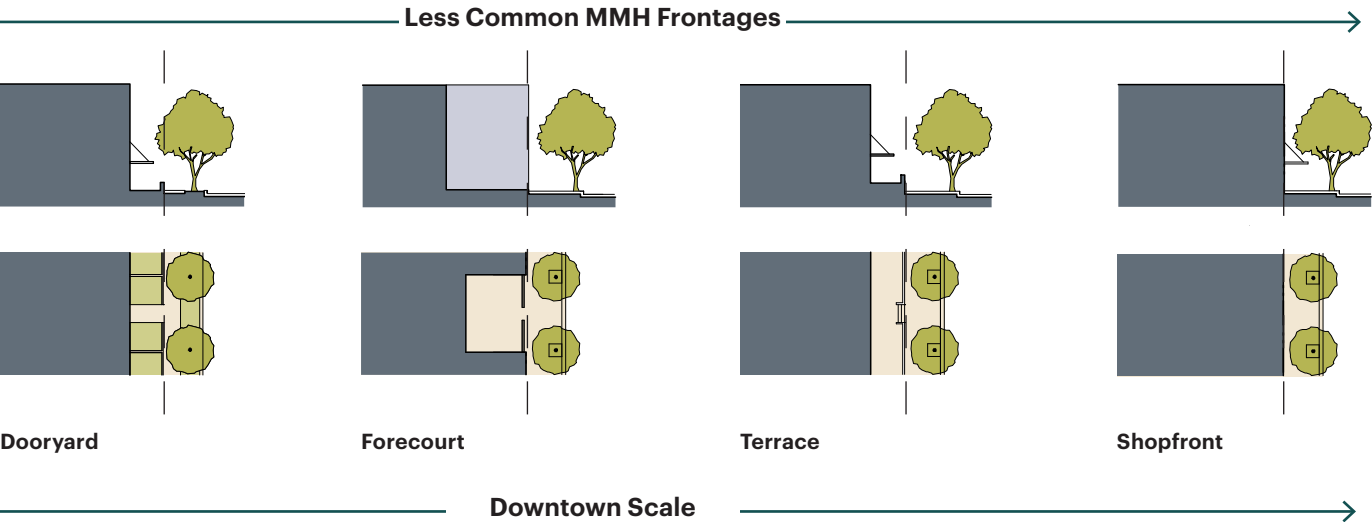 Less Common MMH Frontages
Dooryard
Forecourt
Terrace
Shopfront
Downtown Scale